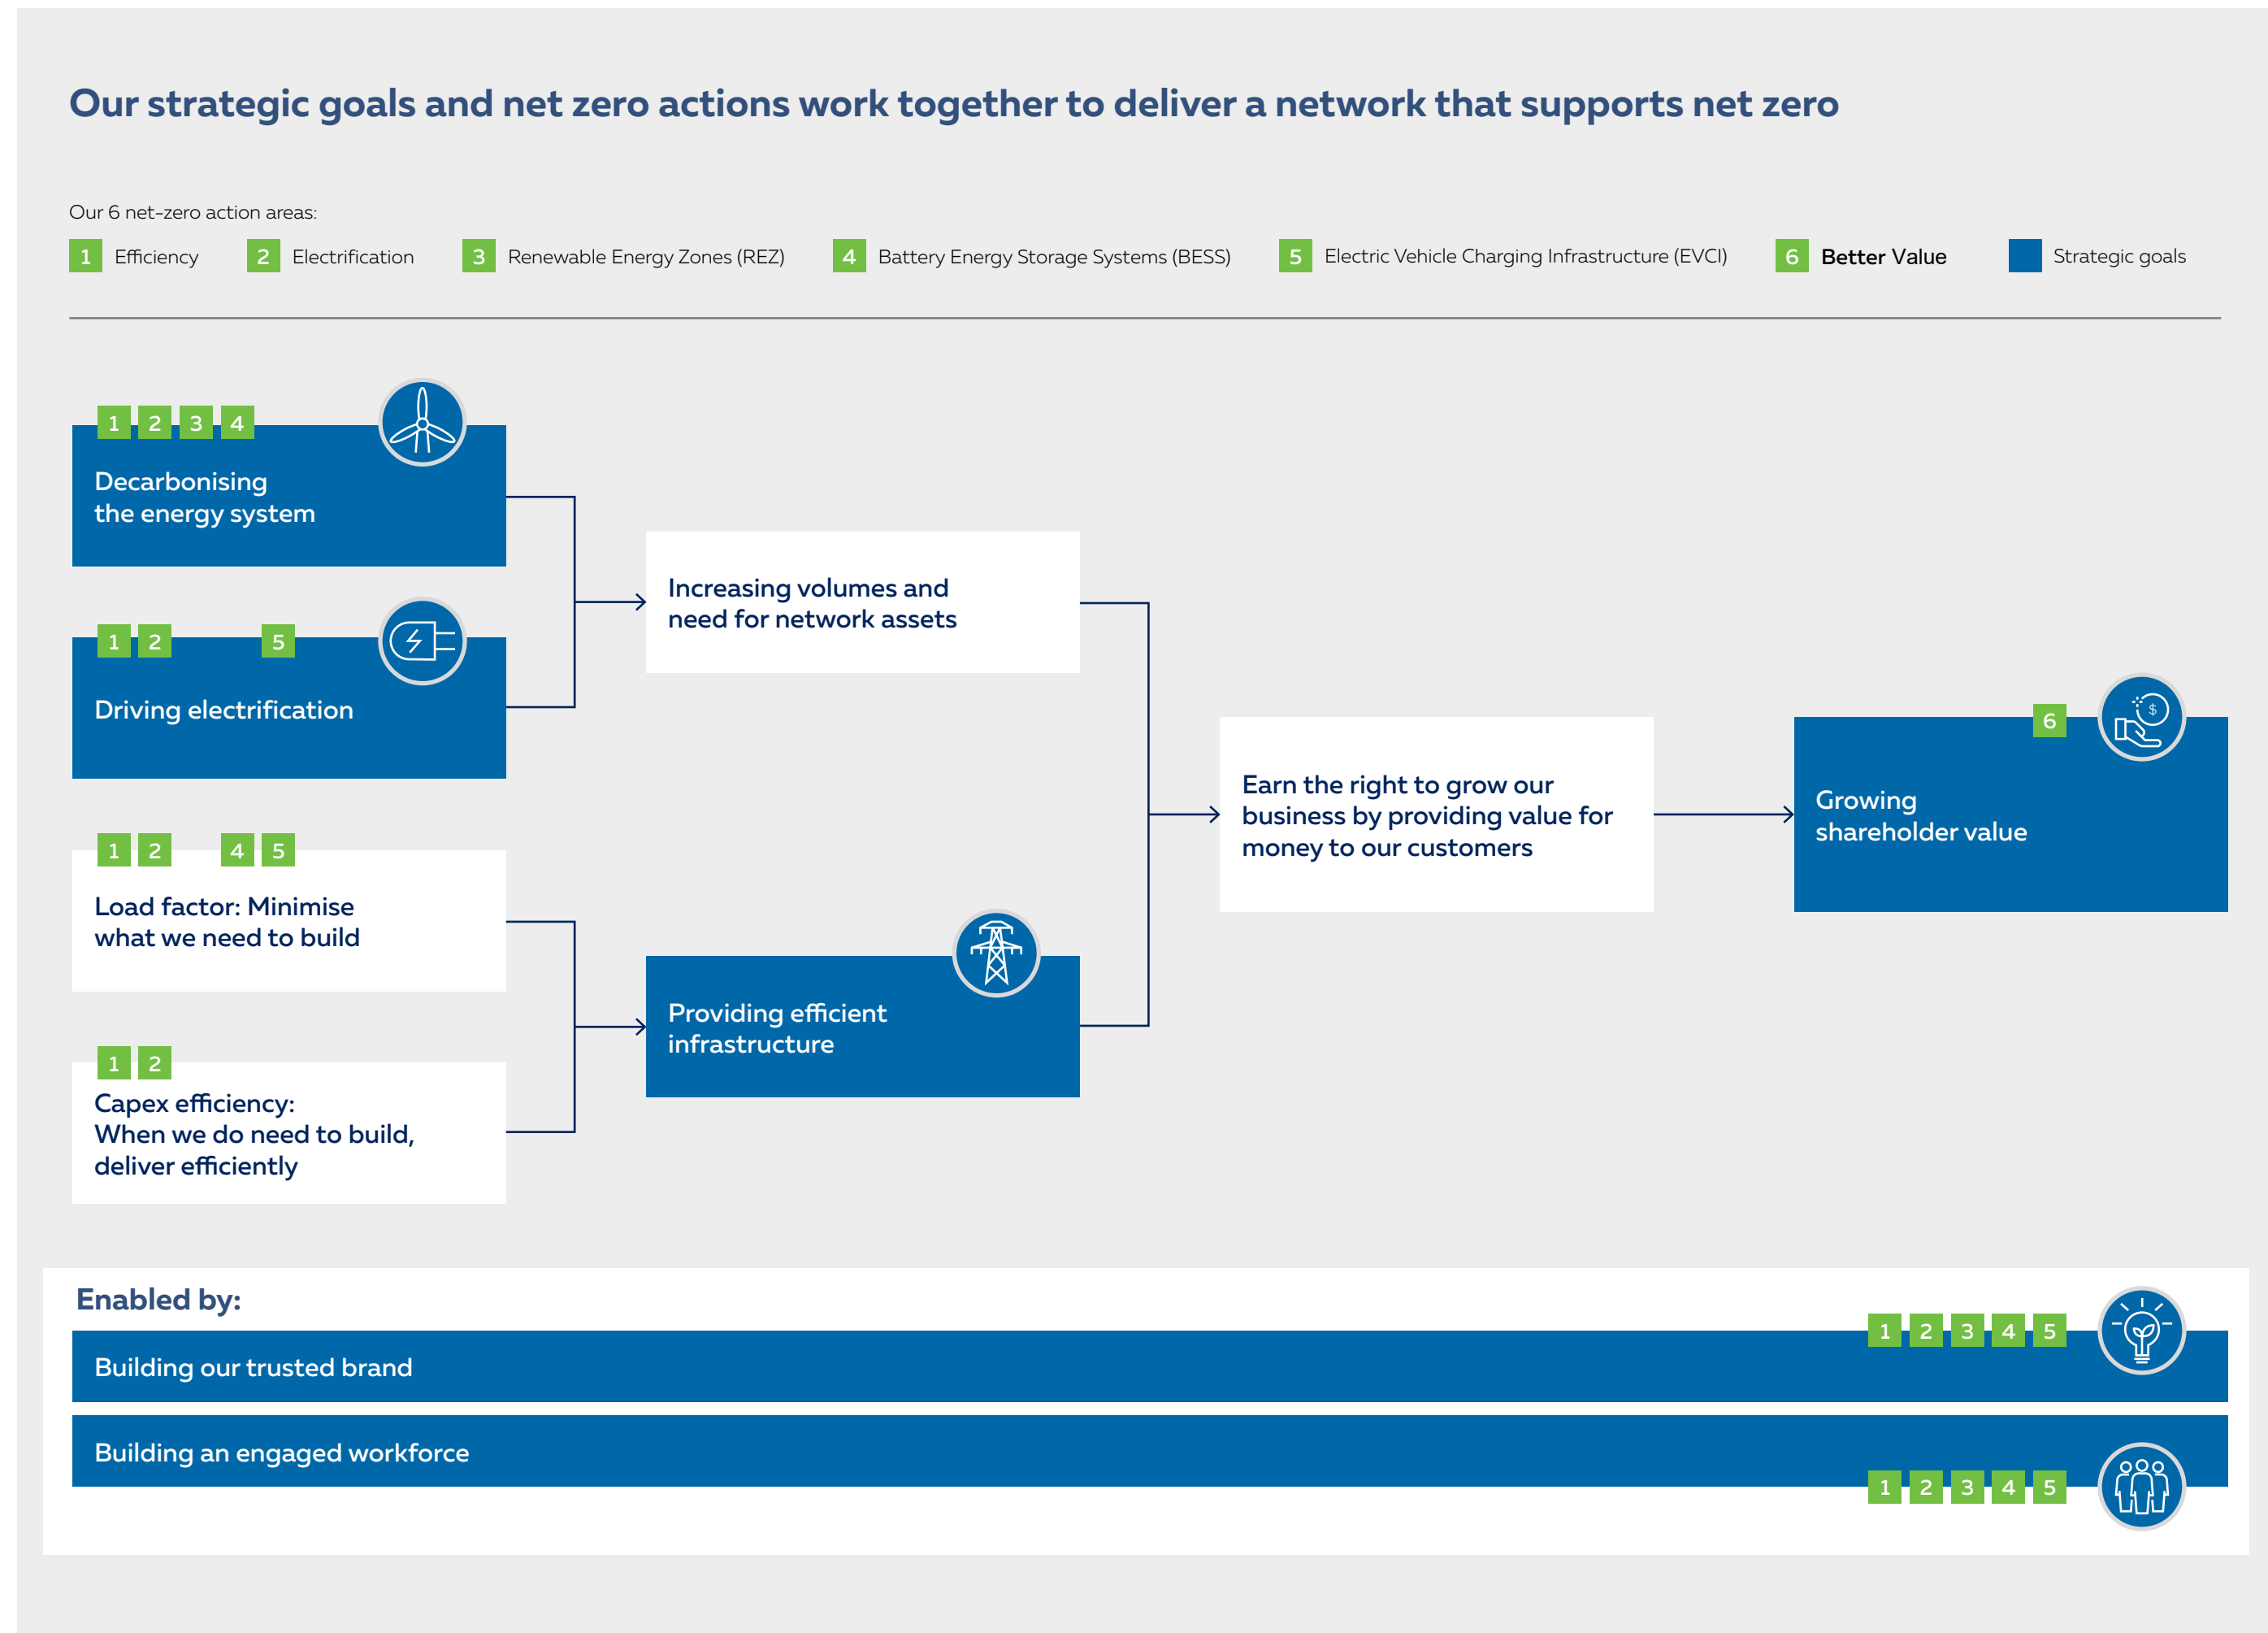 Our strategic goals and net zero actions work together to deliver a network that supports net zero
Our 6 net-zero action areas:
1 Efficiency 2 Electrification 3 Renewable Energy Zones (REZ) 4 Battery Energy Storage Systems (BESS) 5 Electric Vehicle Charging Infrastructure (EVCI) 6 Better Value Strategic goals
1 2 3 4
Decarbonising
the energy system
1 2 5
Driving electrification
Increasing volumes and
need for network assets
1 2 4 5
Load factor: Minimise
what we need to build
1 2
Capex efficiency:
When we do need to build,
deliver efficiently
Providing efficient
infrastructure
Earn the right to grow our
business by providing value for
money to our customers
6
$
Growing
shareholder value
Enabled by:
1 2 3 4 5
Building our trusted brand
Building an engaged workforce
1 2 3 4 5